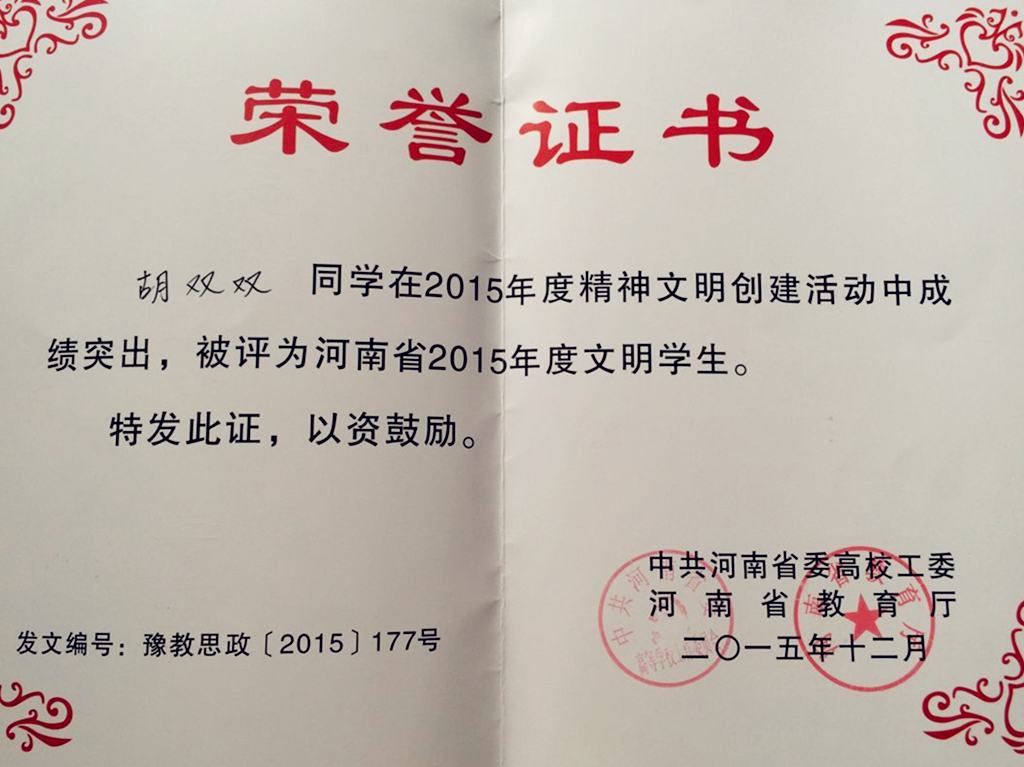 荣誉证书
胡双双 同学在2015年度精神文明创建活动中成
绩突出，被评为河南省2015年度文明学生。
特发此证，以资鼓励。
中共河南省委高校工委
河南省教育厅
二〇一五年十二月
发文编号：豫教思政〔2015〕177号